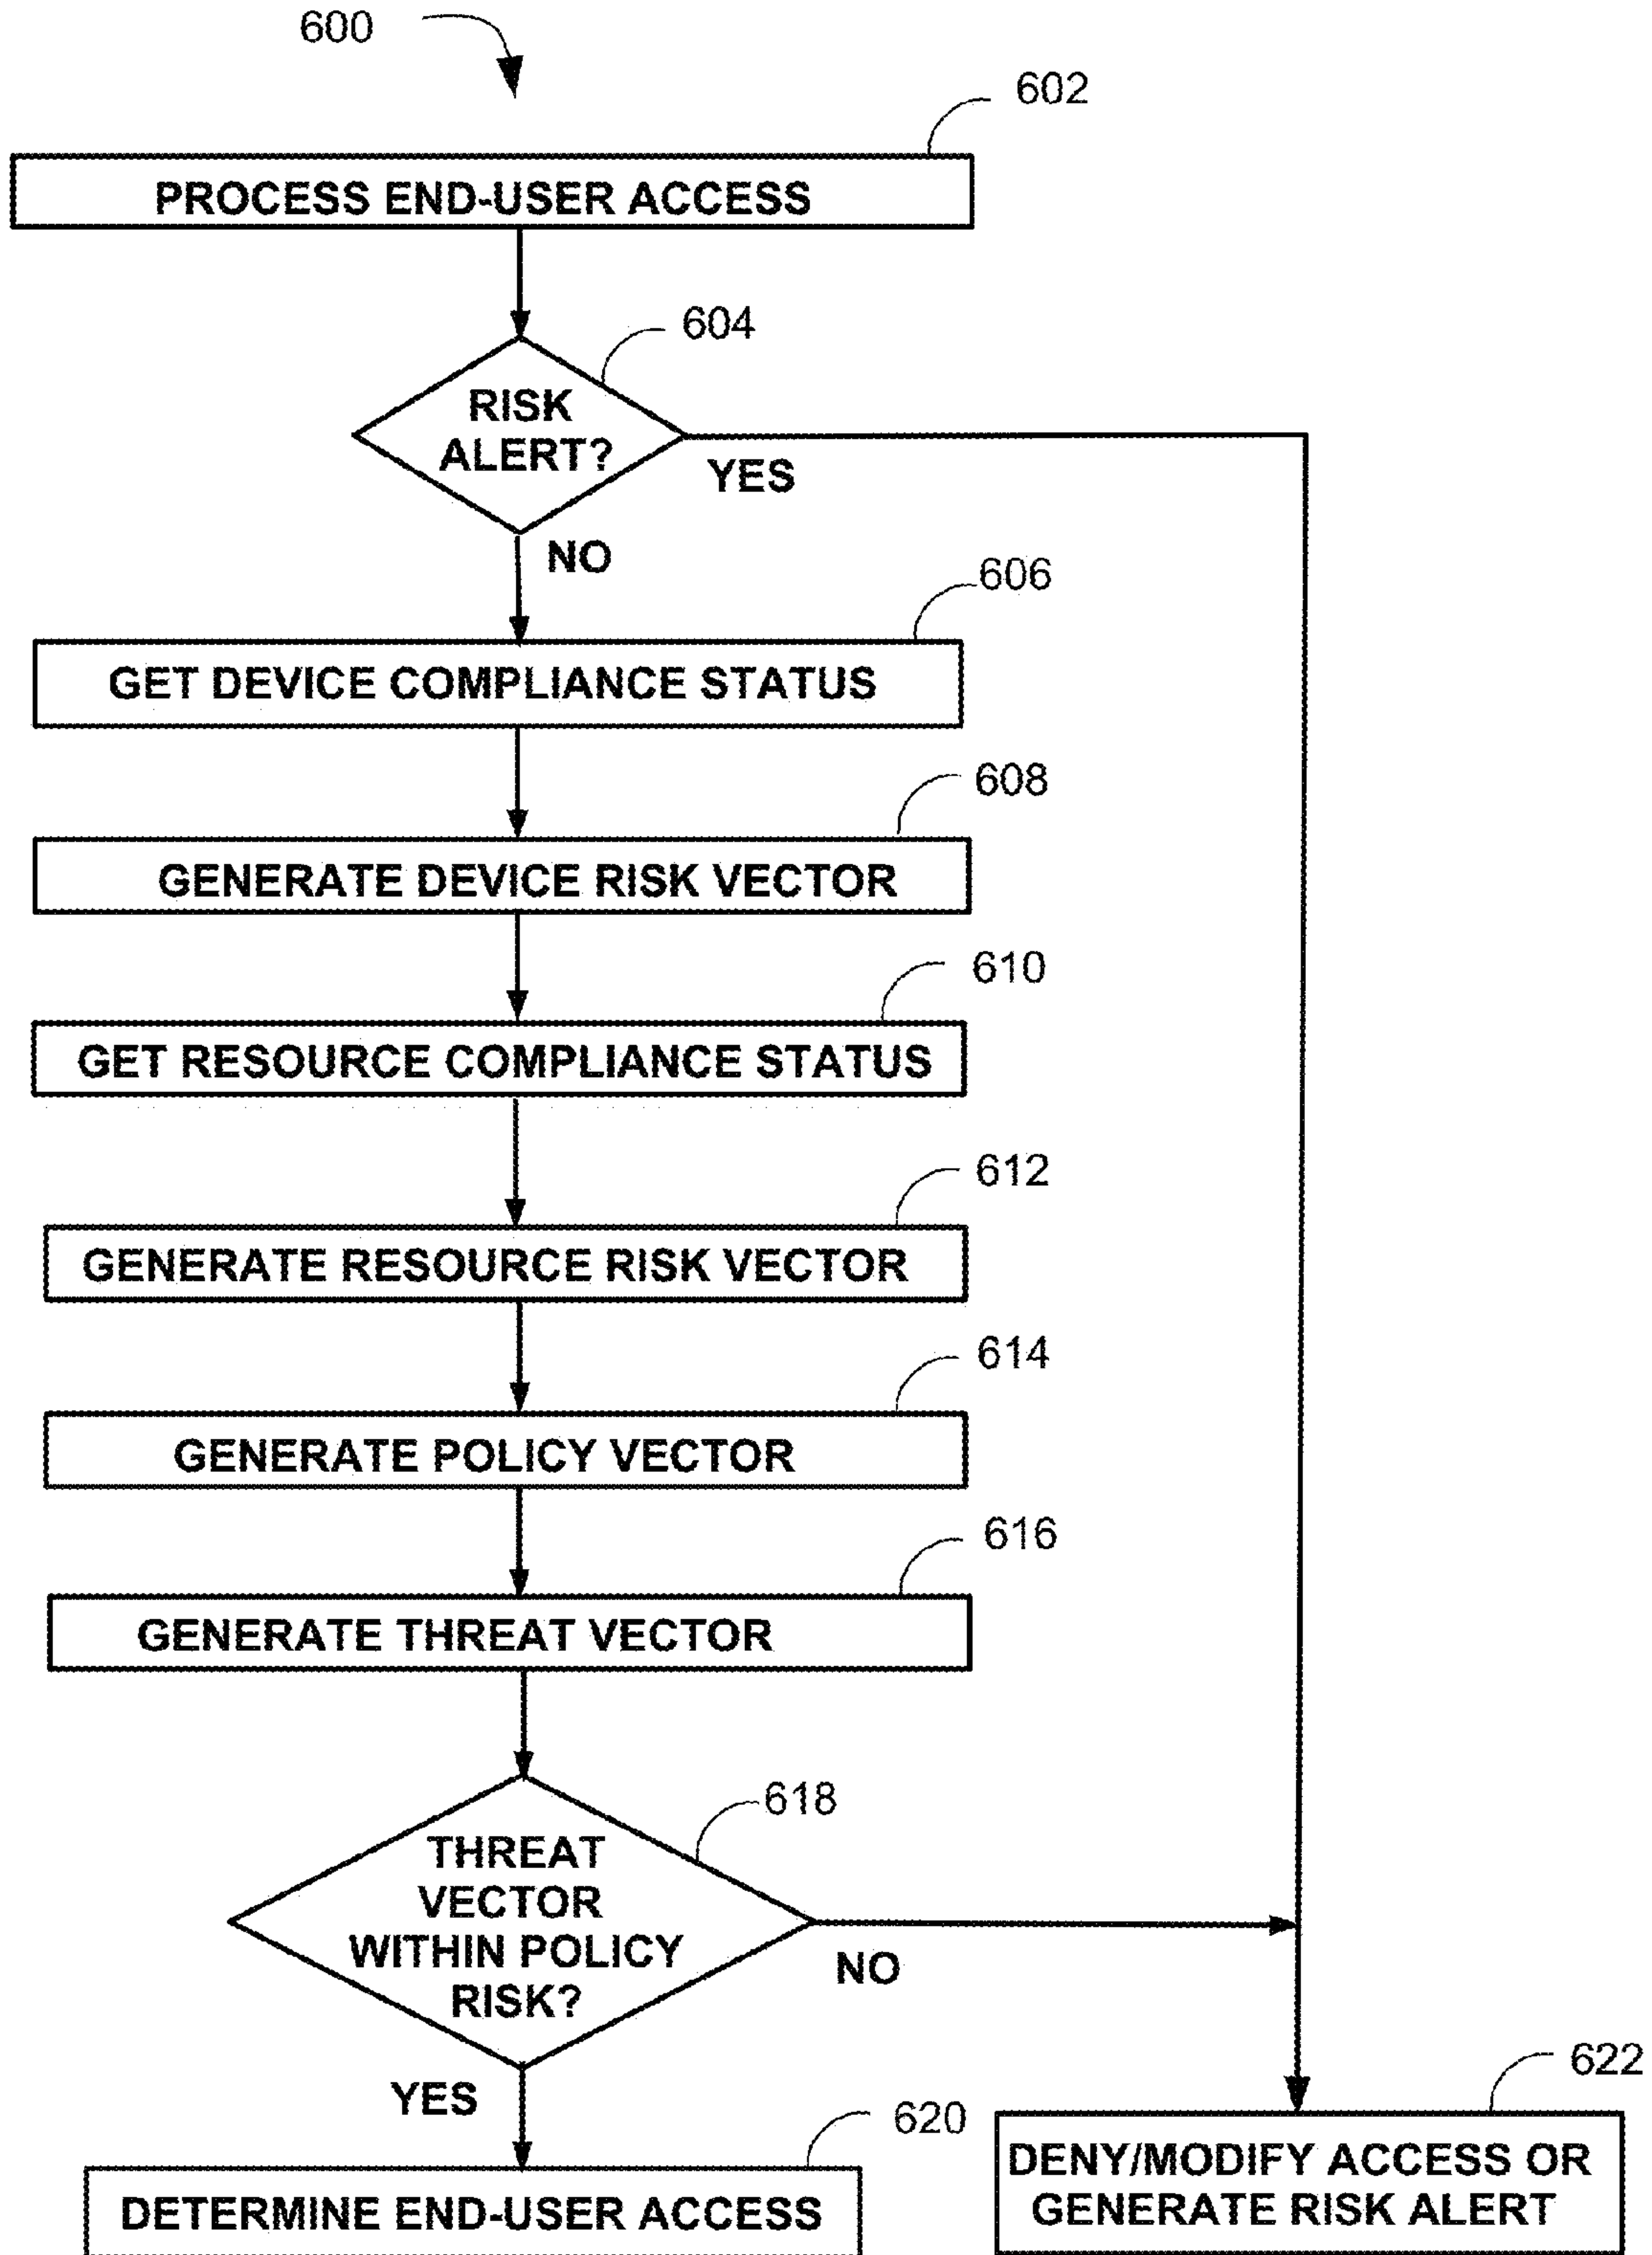 600
602
PROCESS END-USER ACCESS
604
RISK
ALERT?
YES
NO
606
GET DEVICE COMPLIANCE STATUS
608
GENERATE DEVICE RISK VECTOR
610
GET RESOURCE COMPLIANCE STATUS
612
GENERATE RESOURCE RISK VECTOR
614
GENERATE POLICY VECTOR
616
GENERATE THREAT VECTOR
618
THREAT
VECTOR
WITHIN POLICY
RISK?
NO
YES
620
DETERMINE END-USER ACCESS
622
DENY/MODIFY ACCESS OR
GENERATE RISK ALERT